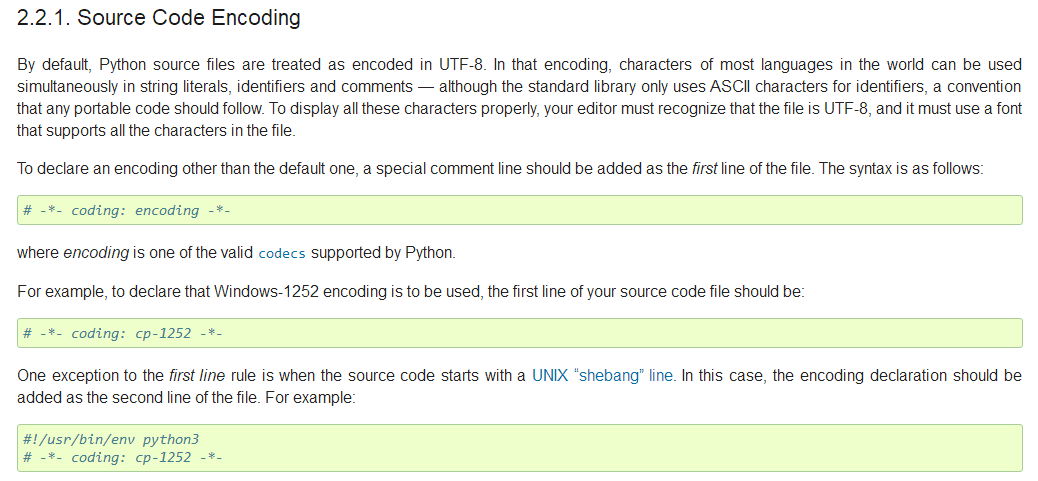 2.2.1. Source Code Encoding
By default, Python source files are treated as encoded in UTF-8. In that encoding, characters of most languages in the world can be used
simultaneously in string literals, identifiers and comments — although the standard library only uses ASCII characters for identifiers, a convention
that any portable code should follow. To display all these characters properly, your editor must recognize that the file is UTF-8, and it must use a font
that supports all the characters in the file.
To declare an encoding other than the default one, a special comment line should be added as the first line of the file. The syntax is as follows:
# -*- coding: encoding -*-
where encoding is one of the valid codecs supported by Python.
For example, to declare that Windows-1252 encoding is to be used, the first line of your source code file should be:
# -*- coding: cp-1252 -*-
One exception to the first line rule is when the source code starts with a UNIX “shebang” line. In this case, the encoding declaration should be
added as the second line of the file. For example:
#!/usr/bin/env python3
# -*- coding: cp-1252 -*-